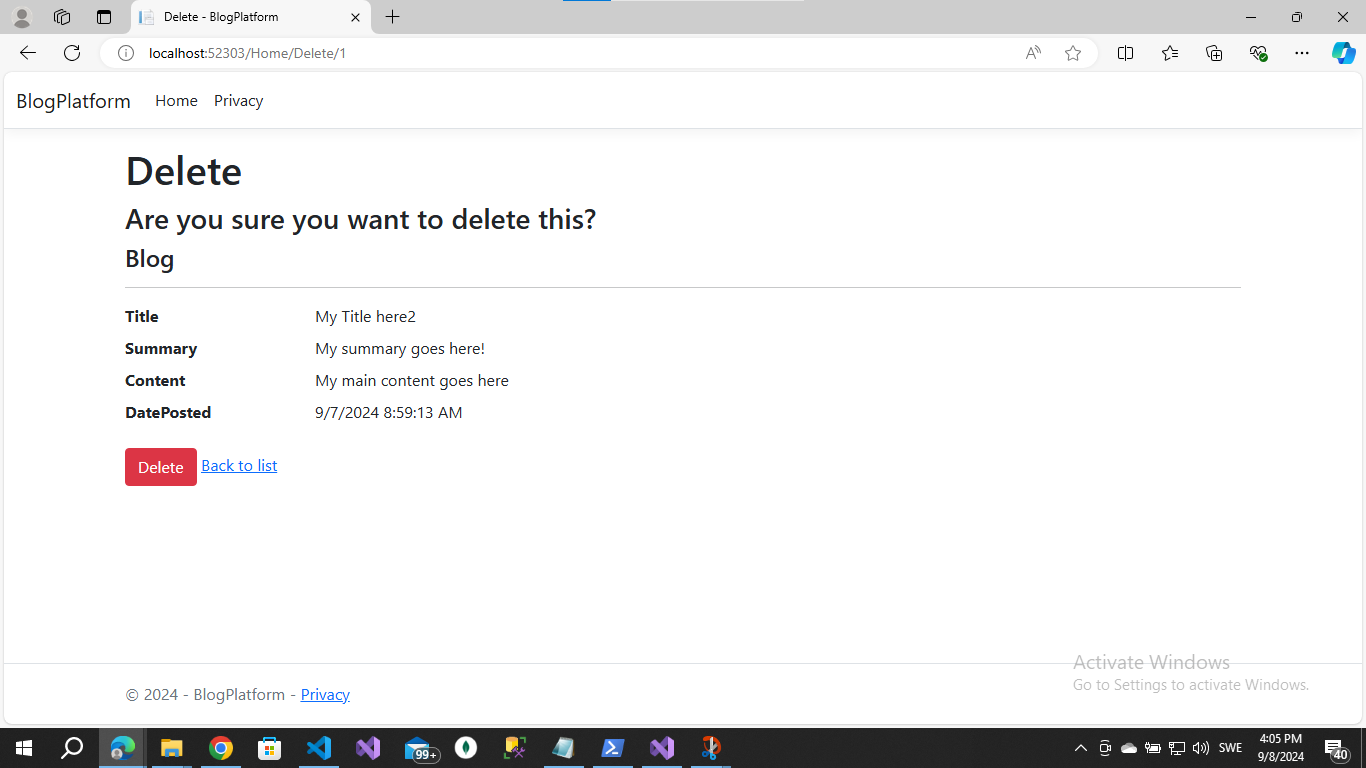 Delete - BlogPlatform
localhost:52303/Home/Delete/1
BlogPlatform Home Privacy
Delete
Are you sure you want to delete this?
Blog
Title My Title here2
Summary My summary goes here!
Content My main content goes here
DatePosted 9/7/2024 8:59:13 AM
Delete Back to list
Activate Windows
Go to Settings to activate Windows.
© 2024 - BlogPlatform - Privacy
99+
SWE
4:05 PM
9/8/2024
40